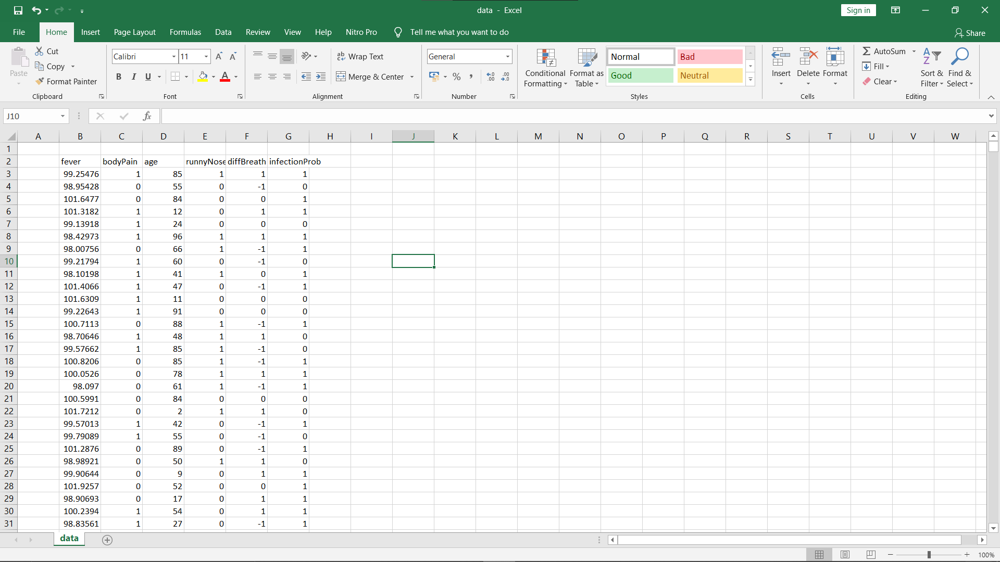 data - Excel
Sign in
File Home Insert Page Layout Formulas Data Review View Help Nitro Pro Tell me what you want to do Share
Paste
Cut
Copy
Format Painter
Clipboard
Calibri 11
B I U A
Font
ab Wrap Text
Merge & Center
Alignment
General
%
Number
Conditional Formatting
Format as Table
Normal Bad
Good Neutral
Styles
Insert Delete Format
Cells
AutoSum
Fill
Clear
Sort & Filter
Find & Select
Editing
J10 fx
A B C D E F G H I J K L M N O P Q R S T U V W
1
2 fever bodyPain age runnyNose diffBreath infectionProb
3 99.25476 1 85 1 1 1
4 98.95428 0 55 0 -1 0
5 101.6477 0 84 0 0 1
6 101.3182 1 12 0 1 1
7 99.13918 1 24 0 0 0
8 98.42973 1 96 1 1 1
9 98.00756 0 66 1 -1 1
10 99.21794 1 60 0 -1 0
11 98.10198 1 41 1 0 1
12 101.4066 1 47 0 -1 1
13 101.6309 1 11 0 0 0
14 99.22643 1 91 0 0 0
15 100.7113 0 88 1 -1 1
16 98.70646 1 48 1 1 0
17 99.57662 1 85 1 -1 0
18 100.8206 0 85 1 -1 1
19 100.0526 0 78 1 1 1
20 98.097 0 61 1 -1 1
21 100.5991 0 84 0 0 0
22 101.7212 0 2 1 1 0
23 99.57013 1 42 0 -1 1
24 99.79089 1 55 0 -1 0
25 101.2876 0 89 0 -1 1
26 98.98921 0 50 1 1 0
27 99.90644 0 9 0 1 1
28 101.9257 0 52 0 0 1
29 98.90693 0 17 0 1 1
30 100.2394 1 54 0 1 1
31 98.83561 1 27 0 -1 1
data
100%